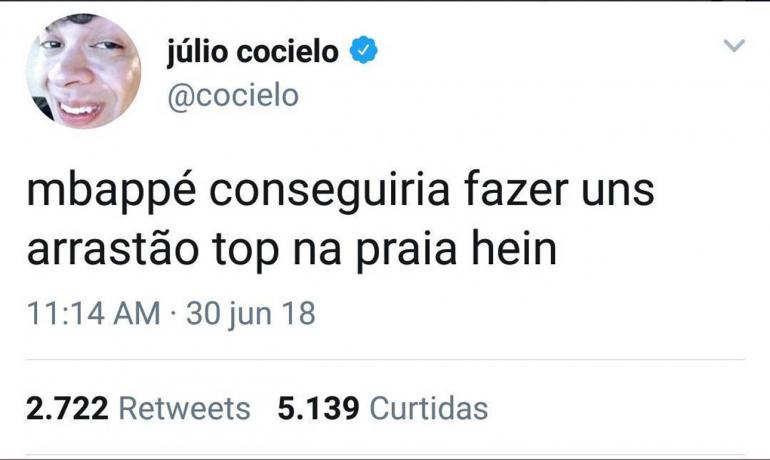 júlio cocielo
@cocielo
mbappé conseguiria fazer uns
arrastão top na praia hein
11:14 AM · 30 jun 18
2.722 Retweets 5.139 Curtidas